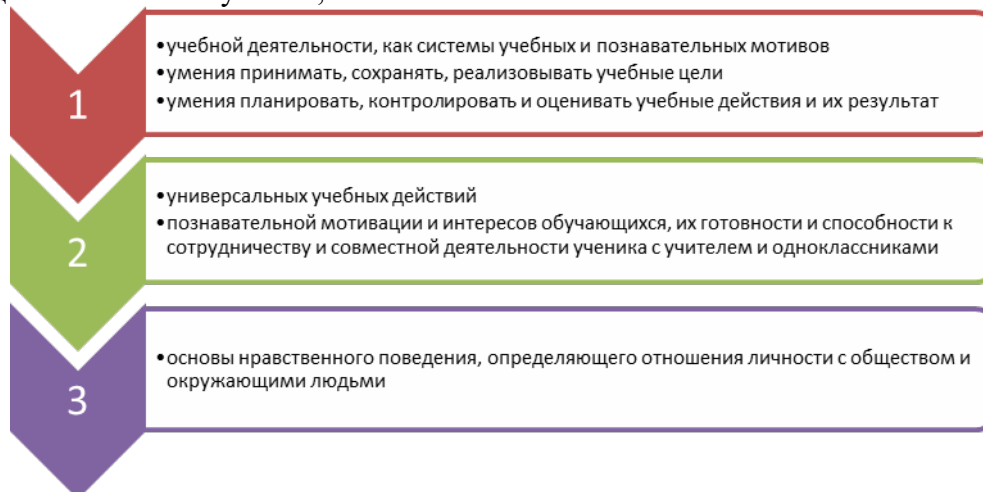 1
•учебной деятельности, как системы учебных и познавательных мотивов
•умения принимать, сохранять, реализовывать учебные цели
•умения планировать, контролировать и оценивать учебные действия и их результат
2
•универсальных учебных действий
•познавательной мотивации и интересов обучающихся, их готовности и способности к
сотрудничеству и совместной деятельности ученика с учителем и одноклассниками
3
•основы нравственного поведения, определяющего отношения личности с обществом и
окружающими людьми